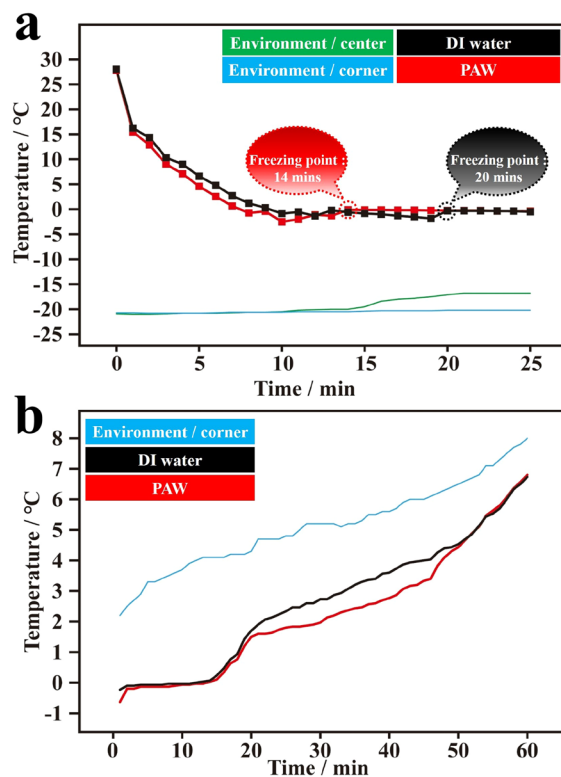 a
Environment / center
DI water
Environment / corner
PAW
Temperature / °C
30
25
20
15
10
5
0
-5
-10
-15
-20
-25
Freezing point
14 mins
Freezing point
20 mins
0
5
10
15
20
25
Time / min
b
Environment / corner
DI water
PAW
Temperature / °C
8
7
6
5
4
3
2
1
0
-1
0
10
20
30
40
50
60
Time / min